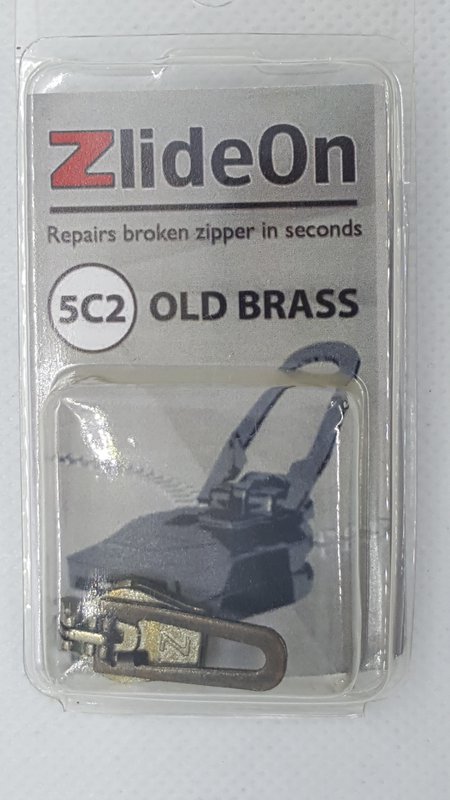 ZlideOn
Repairs broken zipper in seconds
5C2 OLD BRASS
Z